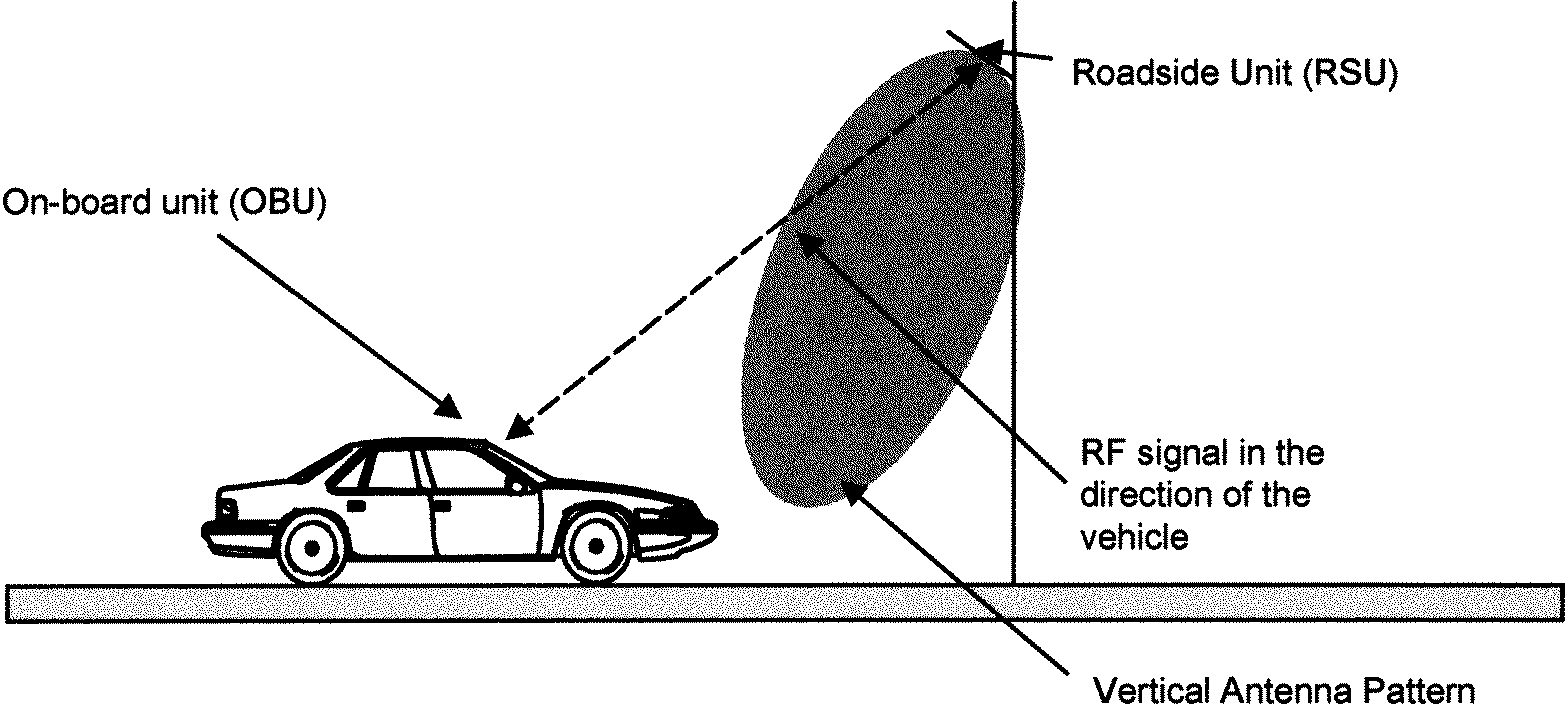 Roadside Unit (RSU)
On-board unit (OBU)
RF signal in the
direction of the
vehicle
Vertical Antenna Pattern